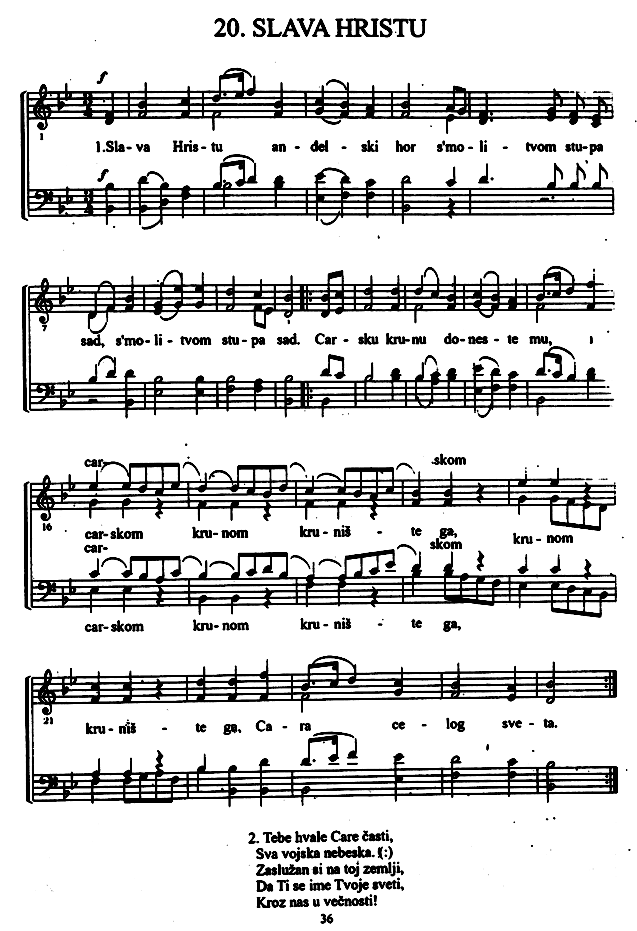 20. SLAVA HRISTU
f
1
1.Sla- va Hris - tu an - del - ski hor s'mo - li - tvom stu-pa
f
7
sad, s'mo - li - tvom stu-pa sad. Car- sku kru-nu do-nes - te mu, i
16
car- skom
car-skom kru-nom kru-niš - te ga, kru-nom
car- skom
car-skom kru-nom kru-niš - te ga,
21
kru-niš - te ga, Ca - ra ce - log sve - ta.
2. Tebe hvale Care časti,
Sva vojska nebeska. (:)
Zaslužan si na toj zemlji,
Da Ti se ime Tvoje sveti,
Kroz nas u večnosti!
36